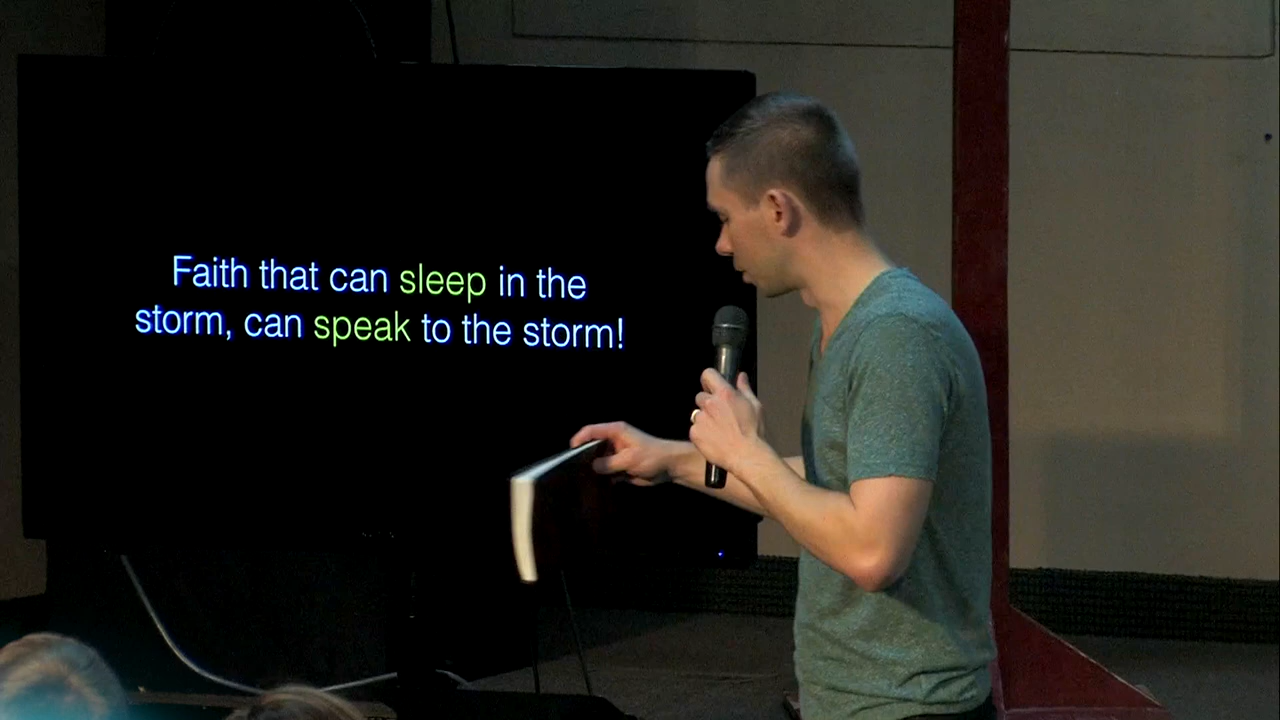 Faith that can sleep in the
storm, can speak to the storm!